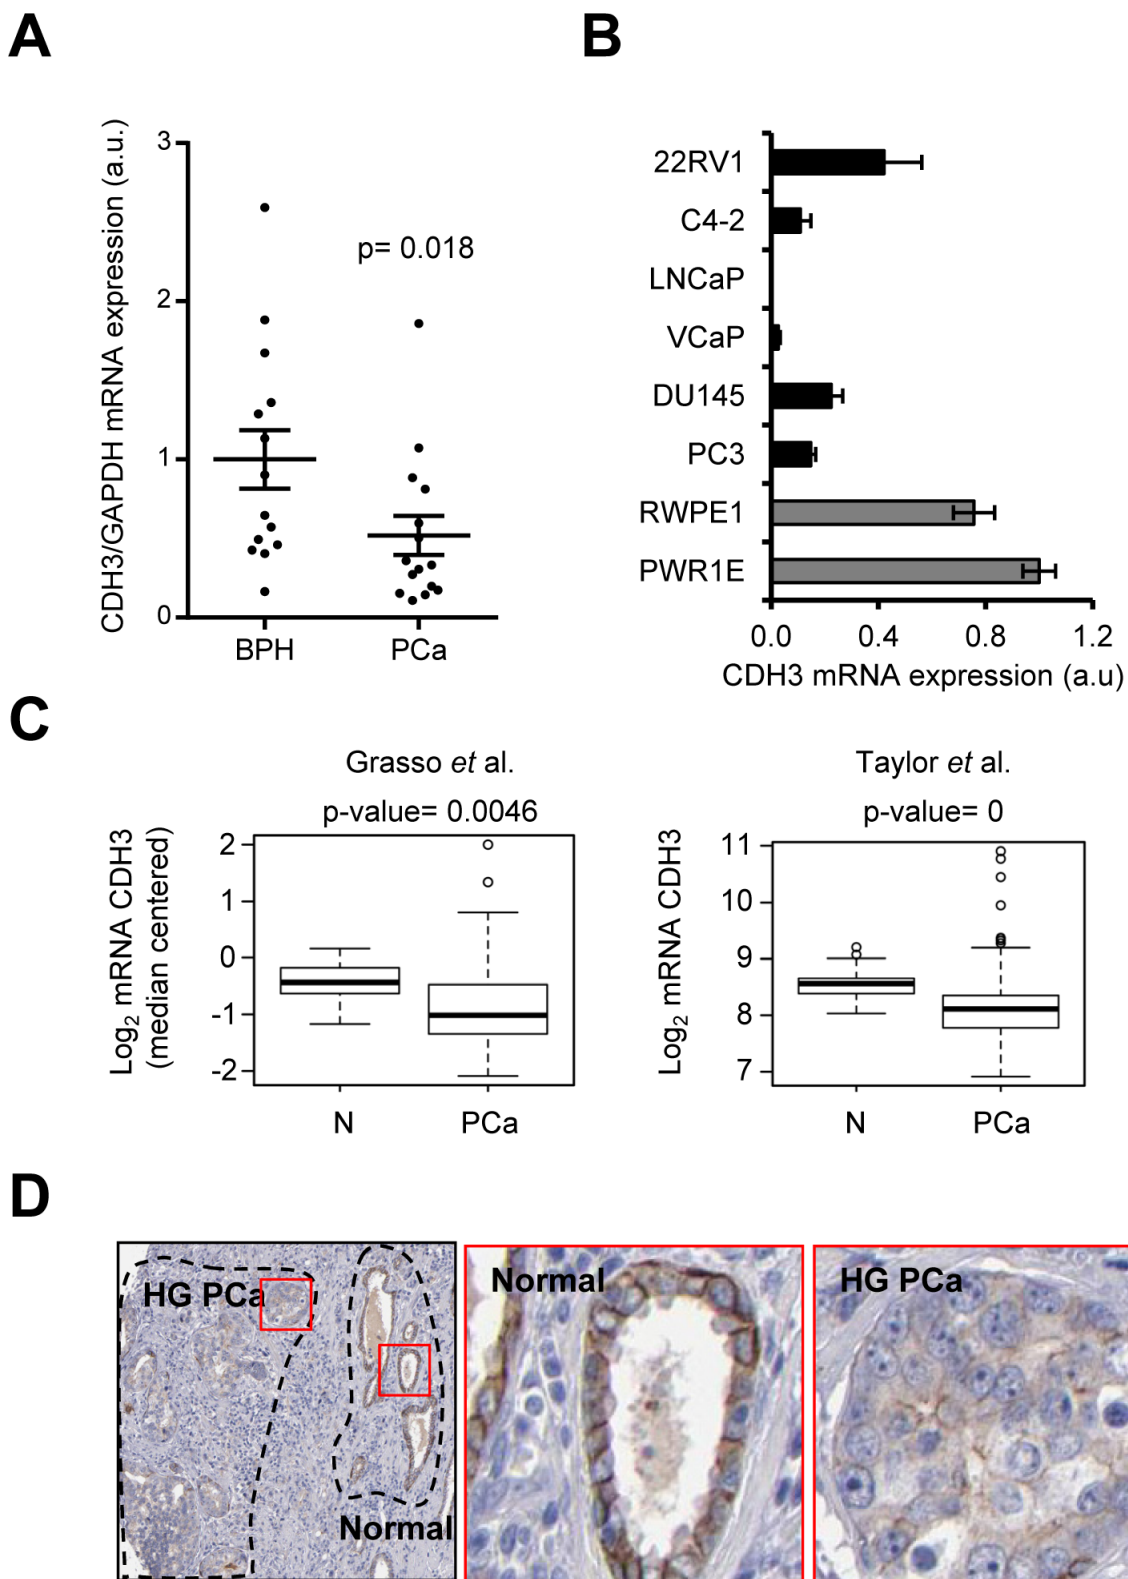 A
CDH3/GAPDH mRNA expression (a.u.)
3
2
1
0
p= 0.018
BPH
PCa
B
22RV1
C4-2
LNCaP
VCaP
DU145
PC3
RWPE1
PWR1E
0.0 0.4 0.8 1.2
CDH3 mRNA expression (a.u)
C
Grasso et al.
p-value= 0.0046
Log₂ mRNA CDH3
(median centered)
2
1
0
-1
-2
N
PCa
Taylor et al.
p-value= 0
Log₂ mRNA CDH3
11
10
9
8
7
N
PCa
D
HG PCa
Normal
Normal
HG PCa